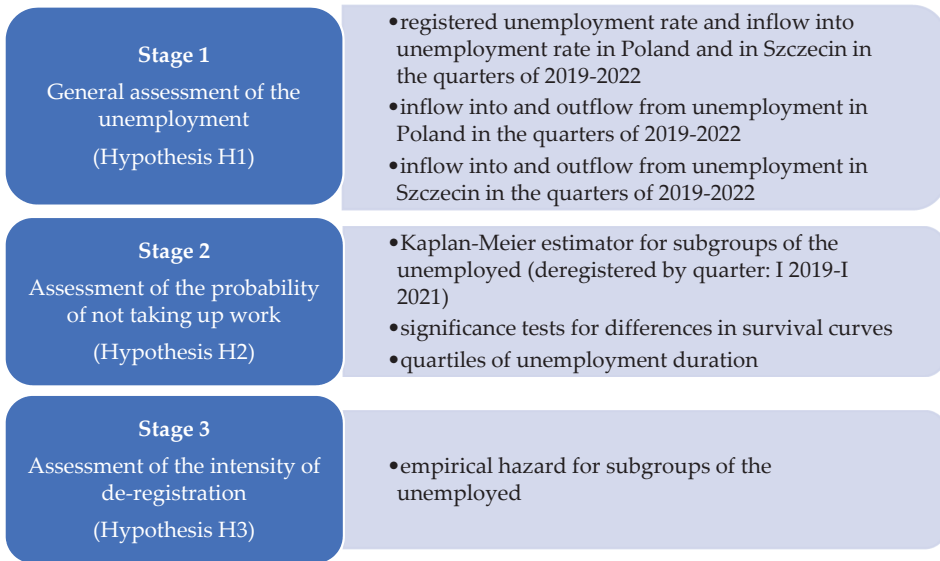 Stage 1
General assessment of the
unemployment
(Hypothesis H1)
•registered unemployment rate and inflow into
unemployment rate in Poland and in Szczecin in
the quarters of 2019-2022
•inflow into and outflow from unemployment in
Poland in the quarters of 2019-2022
•inflow into and outflow from unemployment in
Szczecin in the quarters of 2019-2022
Stage 2
Assessment of the probability
of not taking up work
(Hypothesis H2)
•Kaplan-Meier estimator for subgroups of the
unemployed (deregistered by quarter: I 2019-I
2021)
•significance tests for differences in survival curves
•quartiles of unemployment duration
Stage 3
Assessment of the intensity of
de-registration
(Hypothesis H3)
•empirical hazard for subgroups of the
unemployed